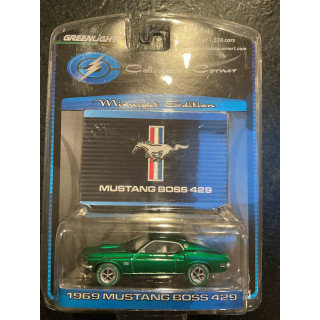 GREENLIGHT
1,536 cars
Collector's Corner
Midnight Edition
MUSTANG BOSS 429
1969 MUSTANG BOSS 429